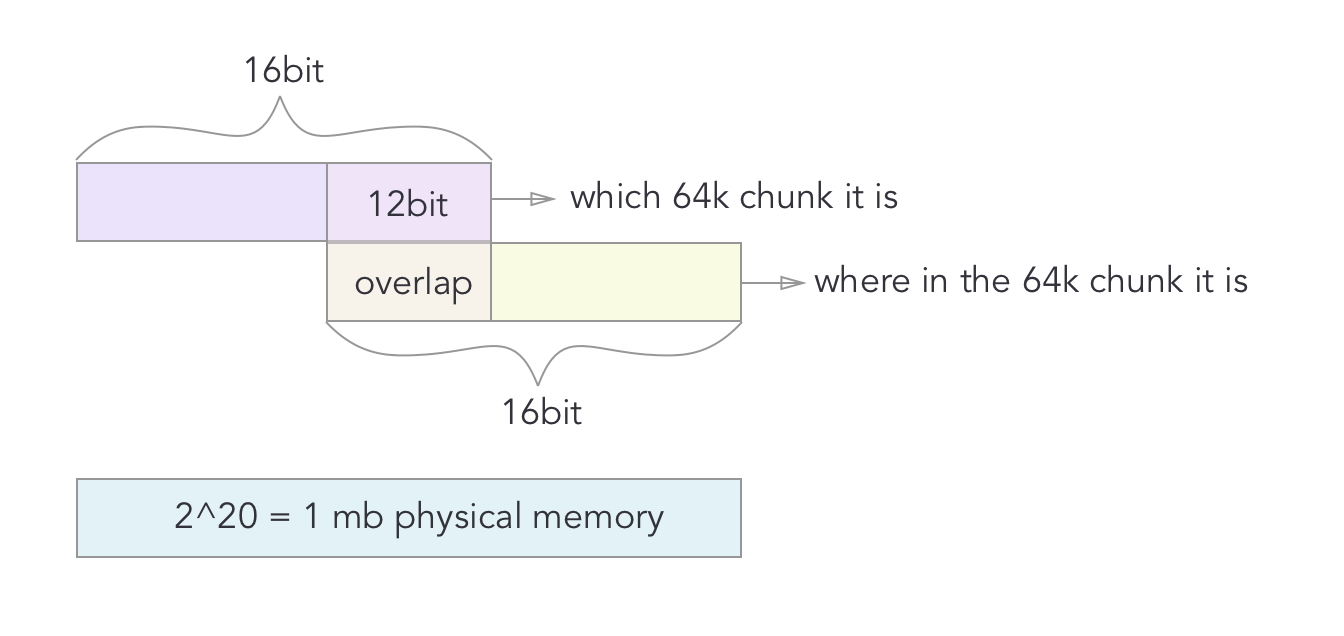 16bit
12bit
which 64k chunk it is
overlap
where in the 64k chunk it is
16bit
2^20 = 1 mb physical memory